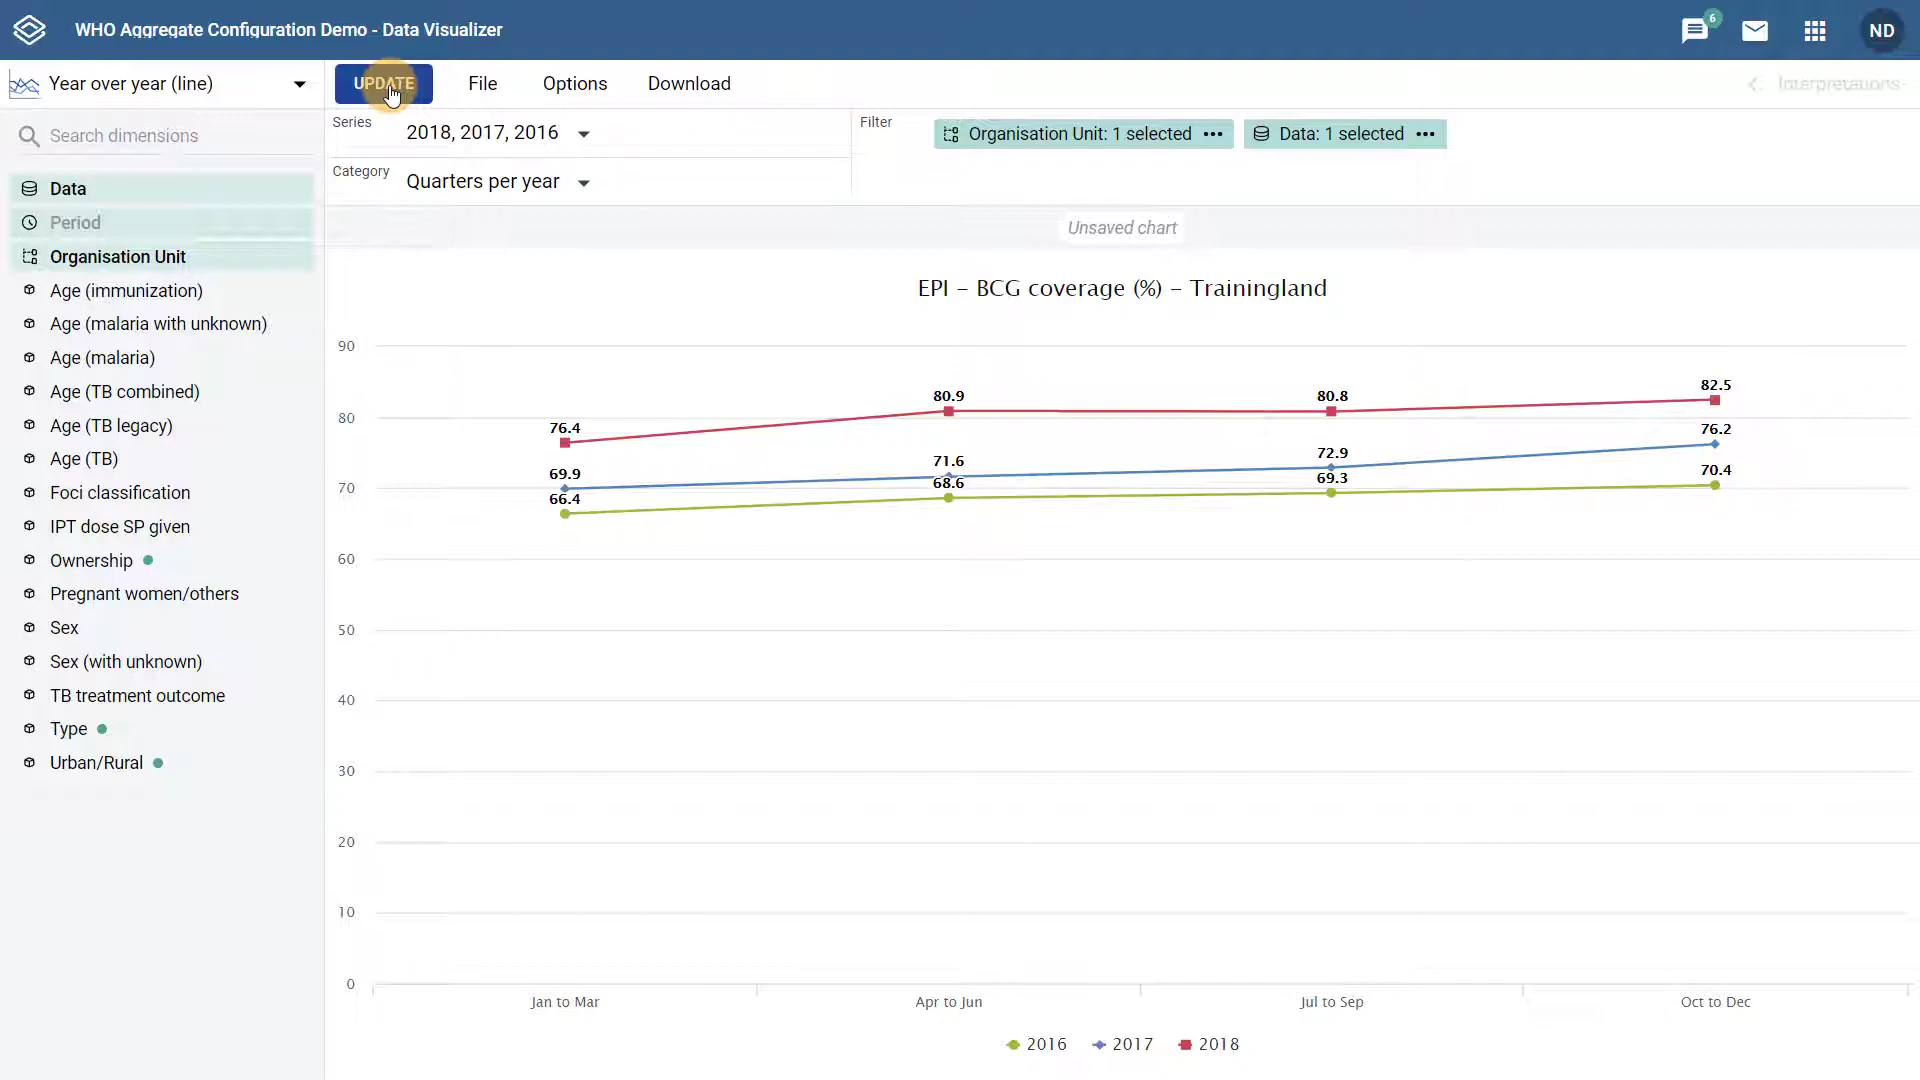 WHO Aggregate Configuration Demo - Data Visualizer
6
ND
Year over year (line)
UPDATE
File
Options
Download
Interpretations
Search dimensions
Series
2018, 2017, 2016
Filter
Organisation Unit: 1 selected
Data: 1 selected
Category
Quarters per year
Data
Period
Organisation Unit
Age (immunization)
Age (malaria with unknown)
Age (malaria)
Age (TB combined)
Age (TB legacy)
Age (TB)
Foci classification
IPT dose SP given
Ownership
Pregnant women/others
Sex
Sex (with unknown)
TB treatment outcome
Type
Urban/Rural
Unsaved chart
EPI – BCG coverage (%) – Trainingland
90
80
70
60
50
40
30
20
10
0
76.4
80.9
80.8
82.5
69.9
71.6
72.9
76.2
66.4
68.6
69.3
70.4
Jan to Mar
Apr to Jun
Jul to Sep
Oct to Dec
2016
2017
2018